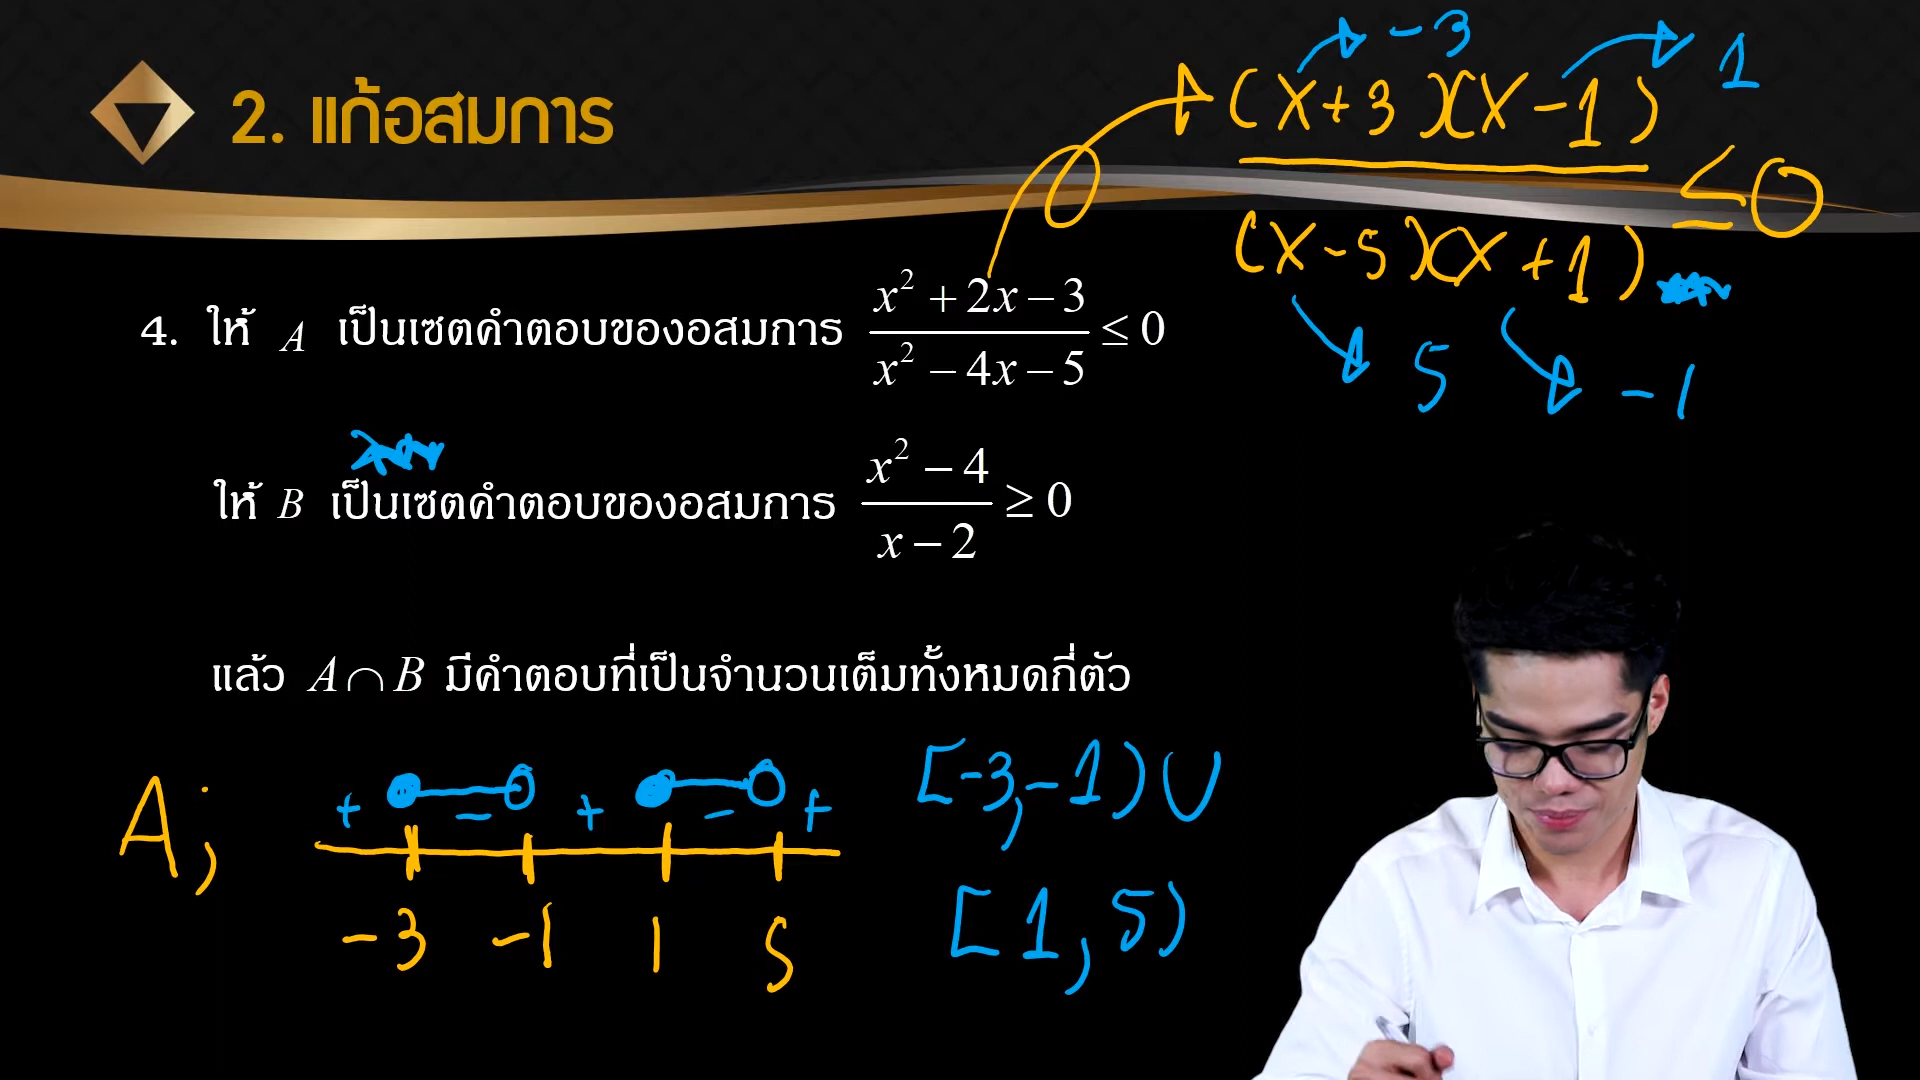 2. แก้อสมการ
(x+3)(x-1) ≤ 0
(x-5)(x+1)
-3
1
5
-1
4. ให้ A เป็นเซตคำตอบของอสมการ (x² + 2x - 3)/(x² - 4x - 5) ≤ 0
ให้ B เป็นเซตคำตอบของอสมการ (x² - 4)/(x - 2) ≥ 0
แล้ว A ∩ B มีคำตอบที่เป็นจำนวนเต็มทั้งหมดกี่ตัว
A;
+ - + - +
-3 -1 1 5
[-3,-1) ∪
[1,5)